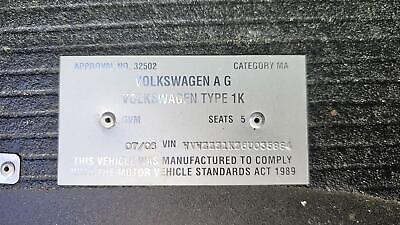 APPROVAL NO. 32502 CATEGORY MA
VOLKSWAGEN A G
VOLKSWAGEN TYPE 1K
GVM SEATS 5
07/06 VIN
THIS VEHICLE WAS MANUFACTURED TO COMPLY
WITH THE MOTOR VEHICLE STANDARDS ACT 1989